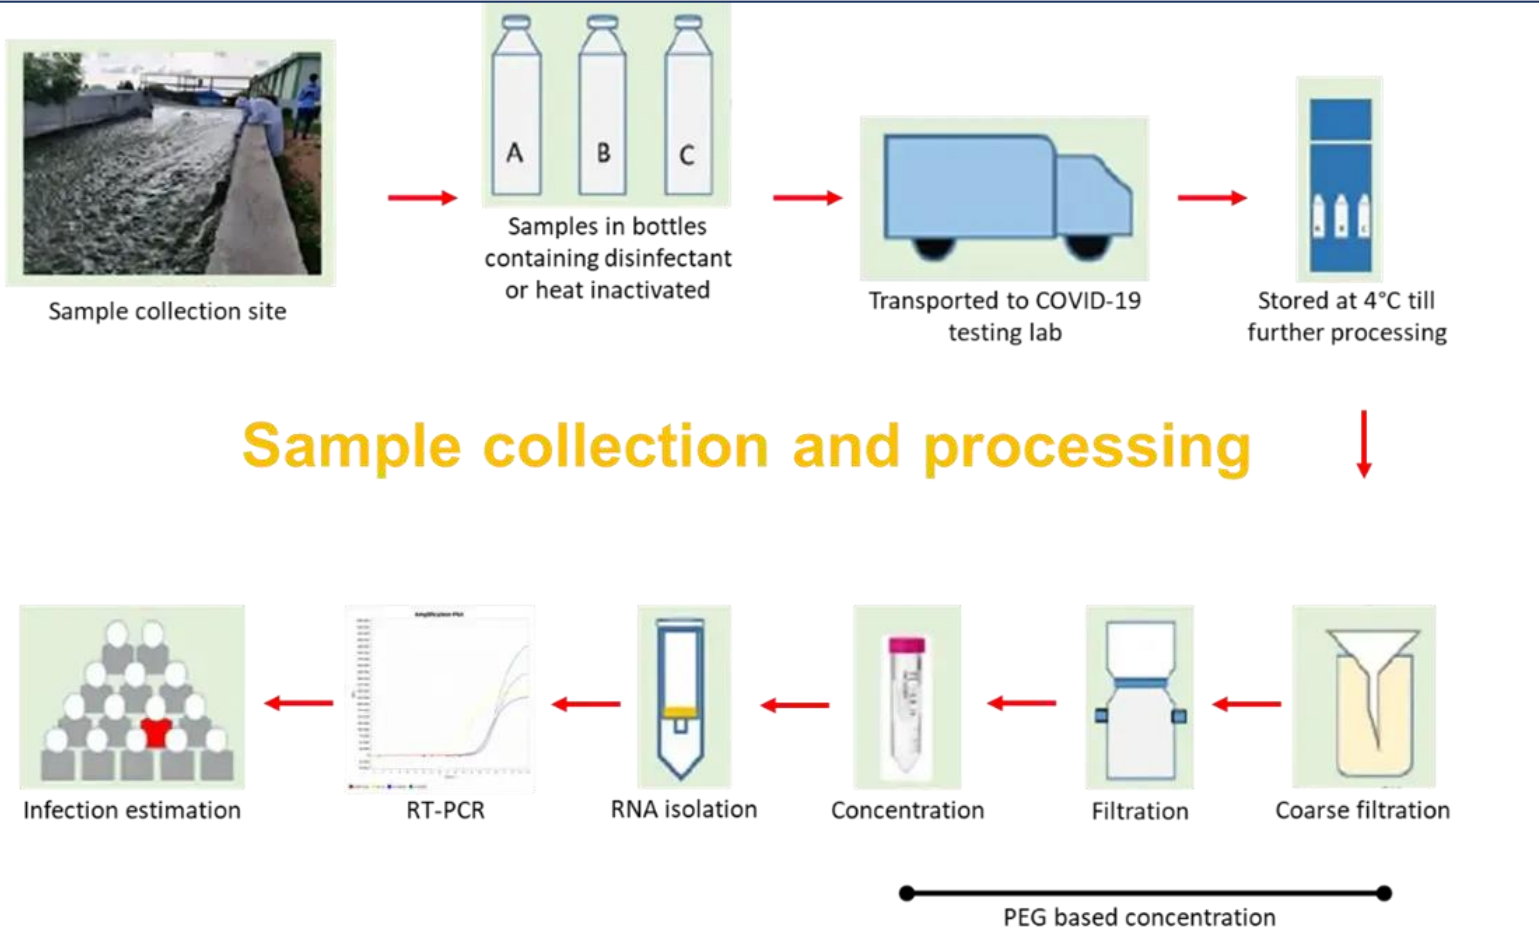 A
B
C
Samples in bottles
containing disinfectant
or heat inactivated
Sample collection site
Transported to COVID-19
testing lab
A B C
Stored at 4°C till
further processing
Sample collection and processing
Amplification Plot
Infection estimation
RT-PCR
RNA isolation
Concentration
Filtration
Coarse filtration
PEG based concentration